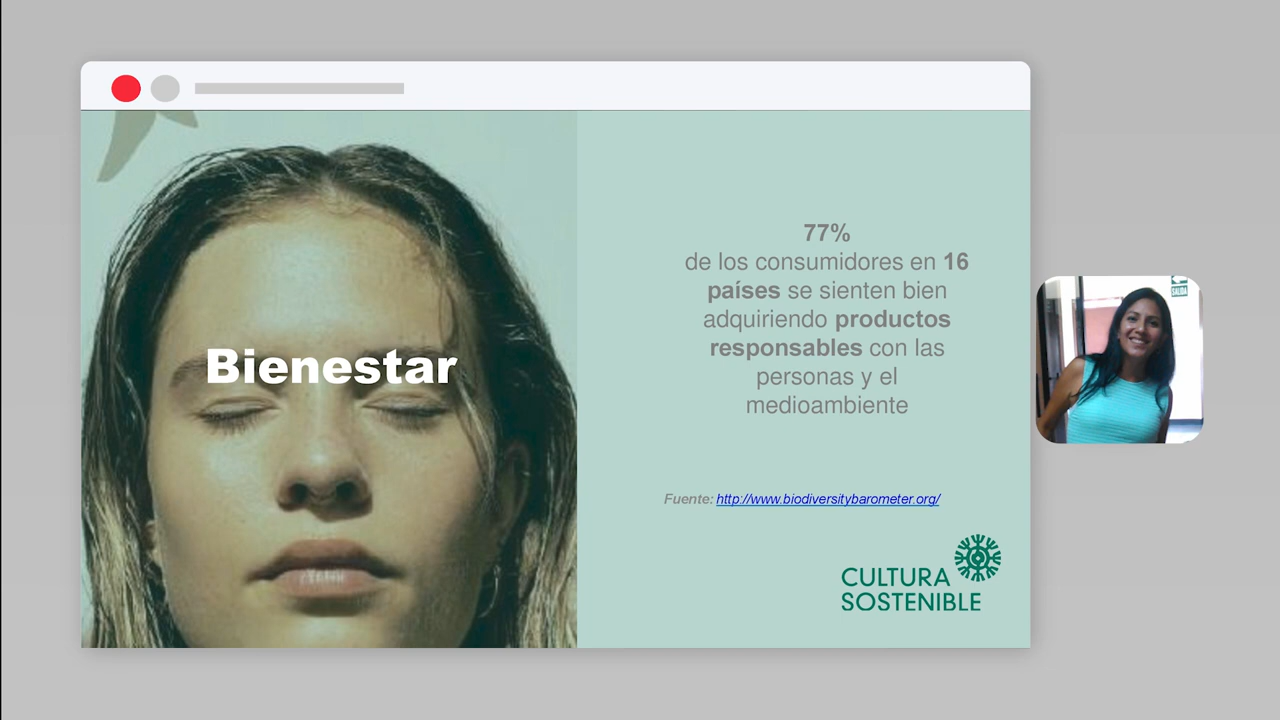 Bienestar
77%
de los consumidores en 16
países se sienten bien
adquiriendo productos
responsables con las
personas y el
medioambiente
Fuente: http://www.biodiversitybarometer.org/
CULTURA
SOSTENIBLE
SALIDA